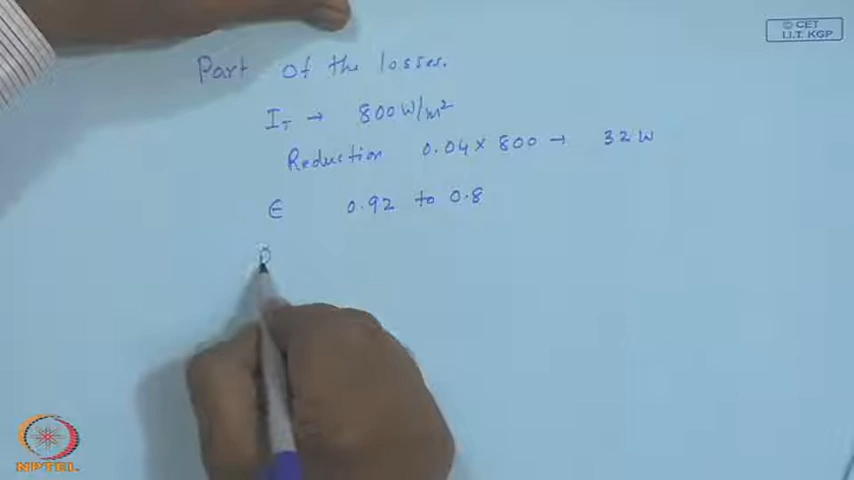 © CET
I.I.T. KGP
Part of the losses.
I_T → 800 W/m²
Reduction 0.04 × 800 → 32 W
∈ 0.92 to 0.8
NPTEL